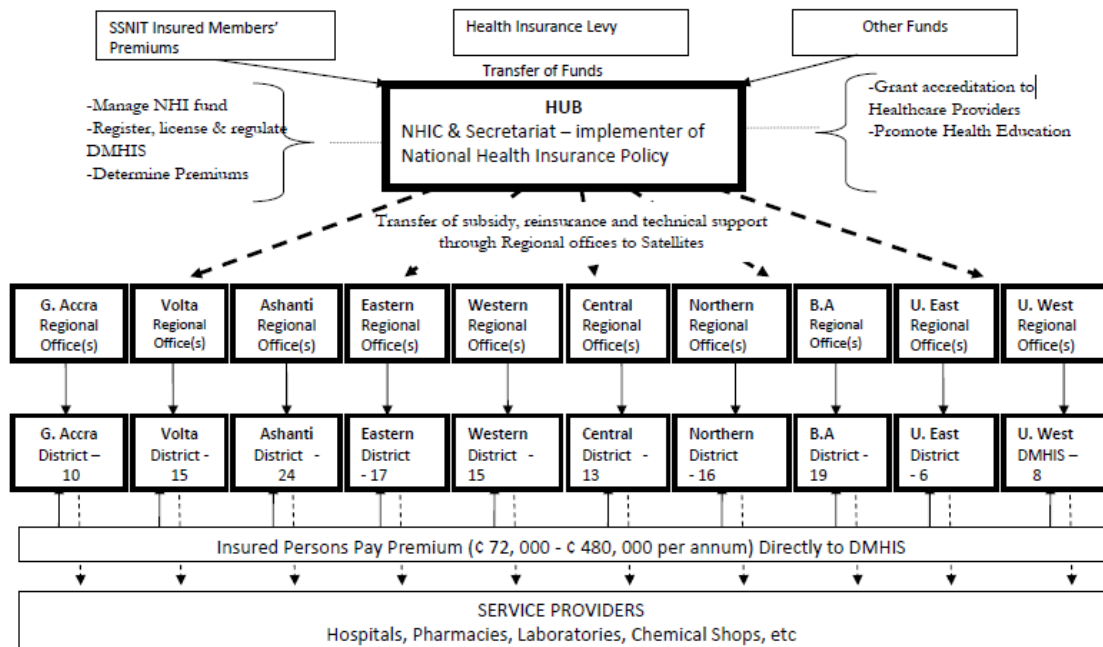 SSNIT Insured Members'
Premiums
Health Insurance Levy
Other Funds
Transfer of Funds
-Manage NHI fund
-Register, license & regulate
DMHIS
-Determine Premiums
HUB
NHIC & Secretariat – implementer of
National Health Insurance Policy
-Grant accreditation to
Healthcare Providers
-Promote Health Education
Transfer of subsidy, reinsurance and technical support
through Regional offices to Satellites
G. Accra
Regional
Office(s)
Volta
Regional
Office(s)
Ashanti
Regional
Office(s)
Eastern
Regional
Office(s)
Western
Regional
Office(s)
Central
Regional
Office(s)
Northern
Regional
Office(s)
B.A
Regional
Office(s)
U. East
Regional
Office(s)
U. West
Regional
Office(s)
G. Accra
District –
10
Volta
District -
15
Ashanti
District -
24
Eastern
District
- 17
Western
District -
15
Central
District -
13
Northern
District
- 16
B.A
District -
19
U. East
District
- 6
U. West
DMHIS –
8
Insured Persons Pay Premium (¢ 72, 000 - ¢ 480, 000 per annum) Directly to DMHIS
SERVICE PROVIDERS
Hospitals, Pharmacies, Laboratories, Chemical Shops, etc